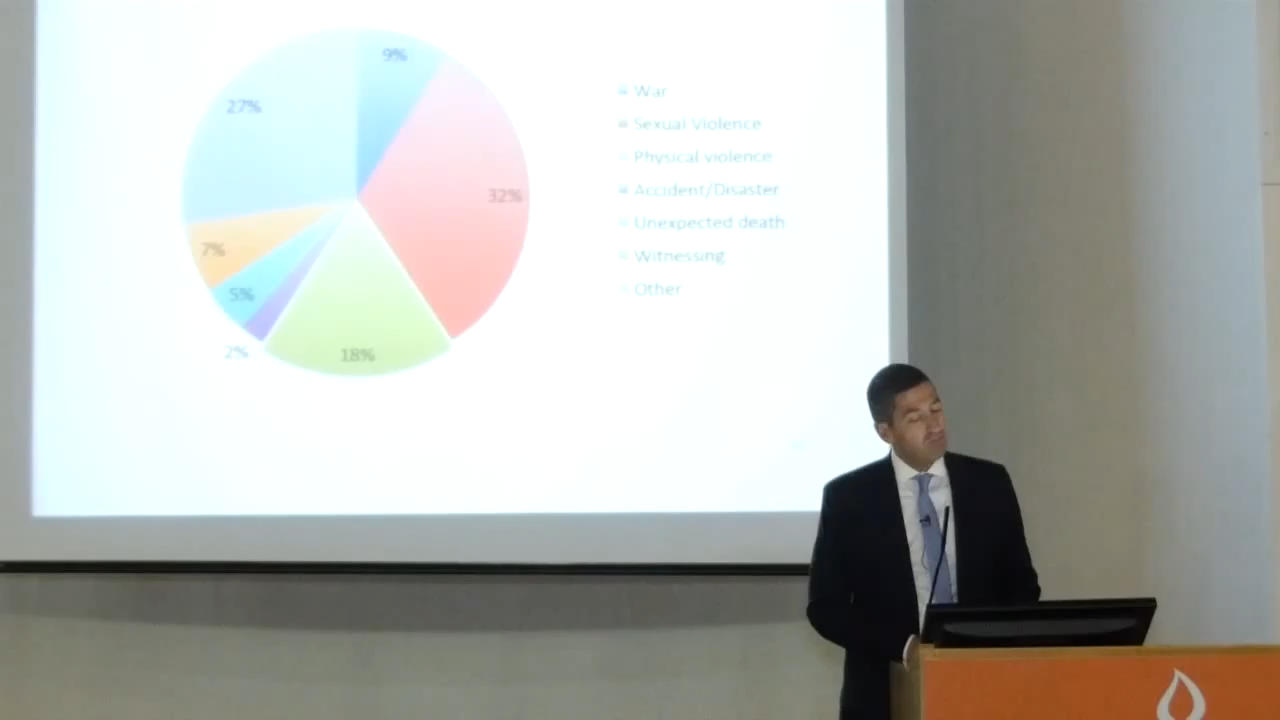 9%
27%
32%
7%
5%
2%
18%
War
Sexual Violence
Physical violence
Accident/Disaster
Unexpected death
Witnessing
Other